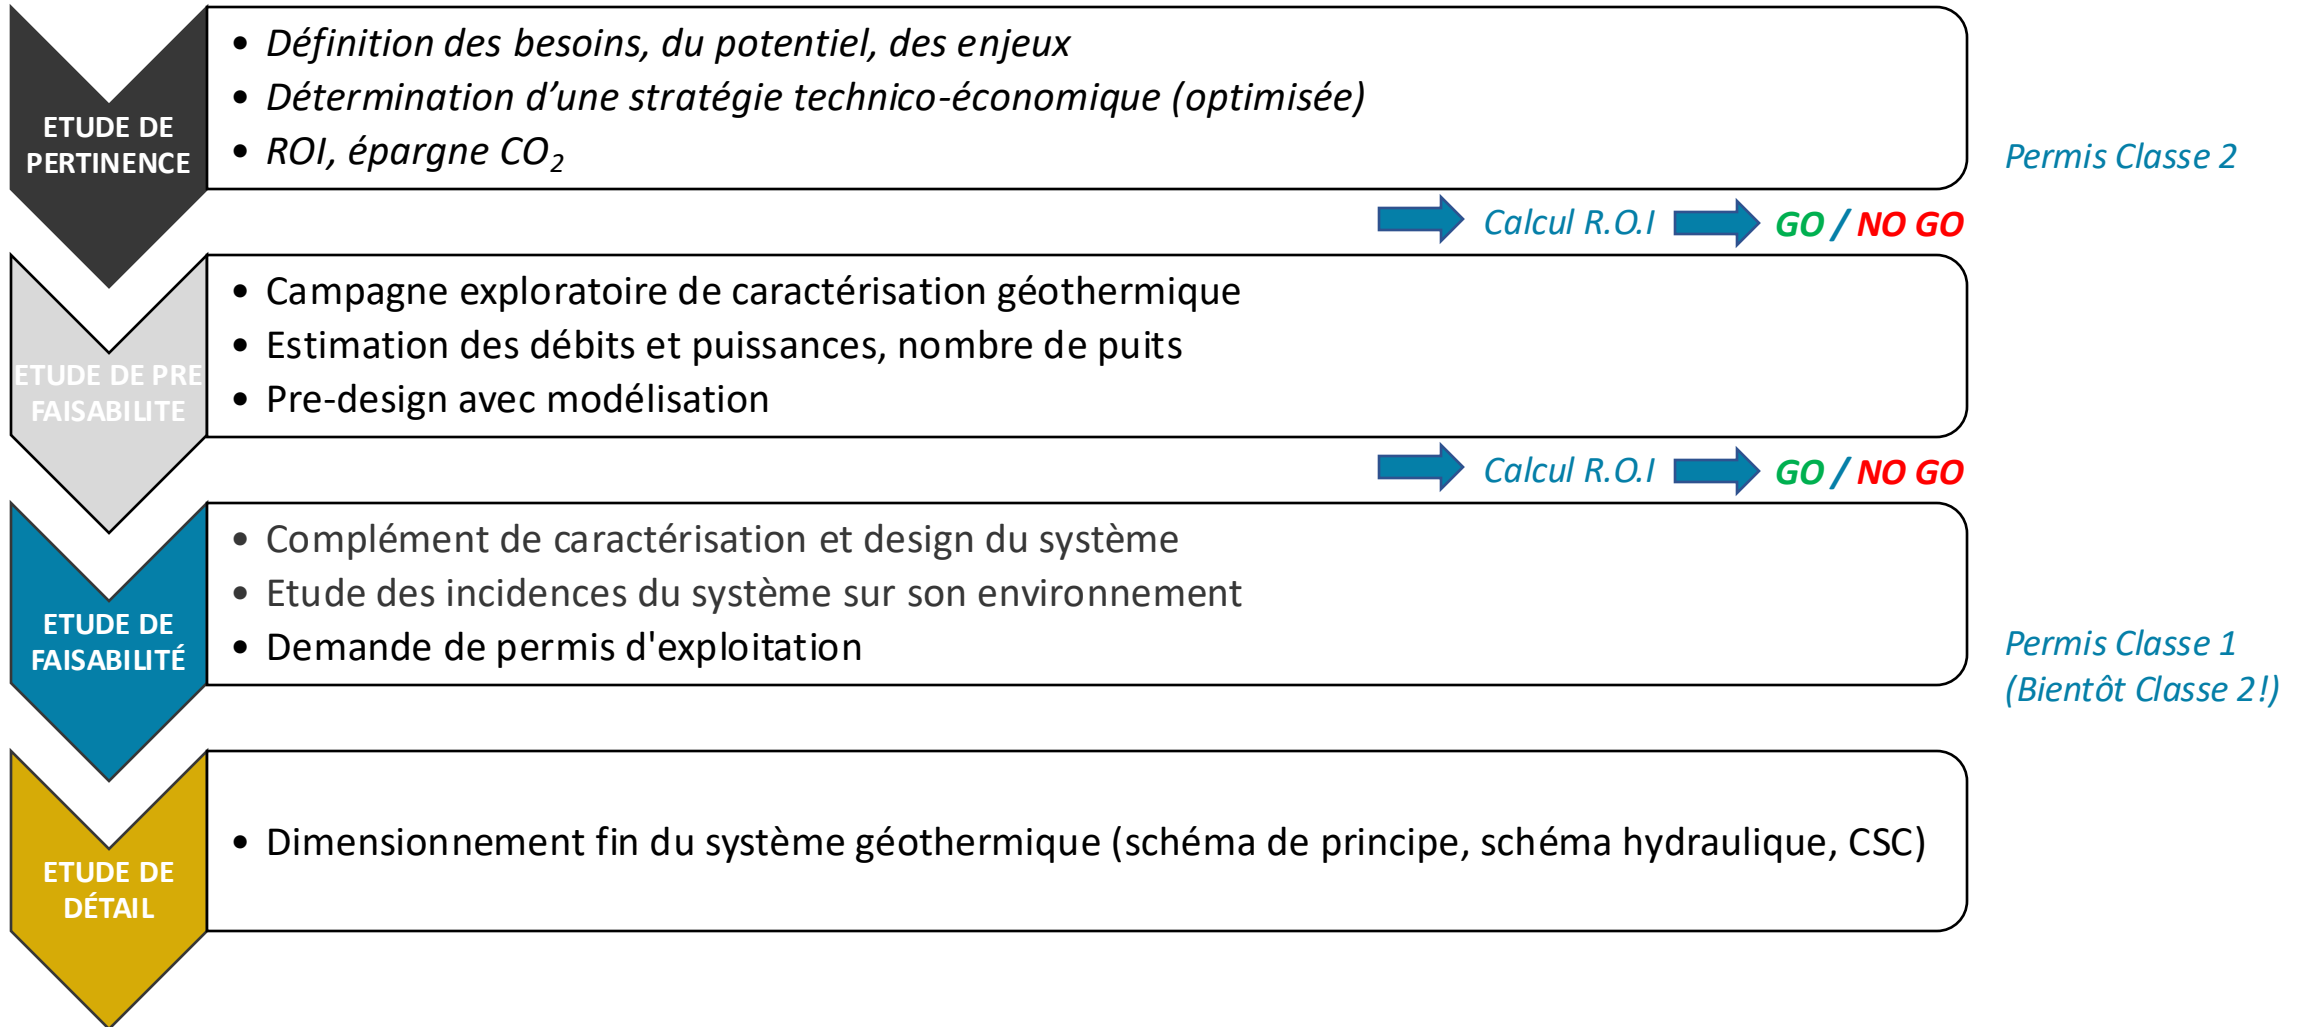 ETUDE DE
PERTINENCE
• Définition des besoins, du potentiel, des enjeux
• Détermination d’une stratégie technico-économique (optimisée)
• ROI, épargne CO₂
Permis Classe 2
Calcul R.O.I
GO / NO GO
ETUDE DE PRE
FAISABILITE
• Campagne exploratoire de caractérisation géothermique
• Estimation des débits et puissances, nombre de puits
• Pre-design avec modélisation
Calcul R.O.I
GO / NO GO
ETUDE DE
FAISABILITÉ
• Complément de caractérisation et design du système
• Etude des incidences du système sur son environnement
• Demande de permis d'exploitation
Permis Classe 1
(Bientôt Classe 2!)
ETUDE DE
DÉTAIL
• Dimensionnement fin du système géothermique (schéma de principe, schéma hydraulique, CSC)